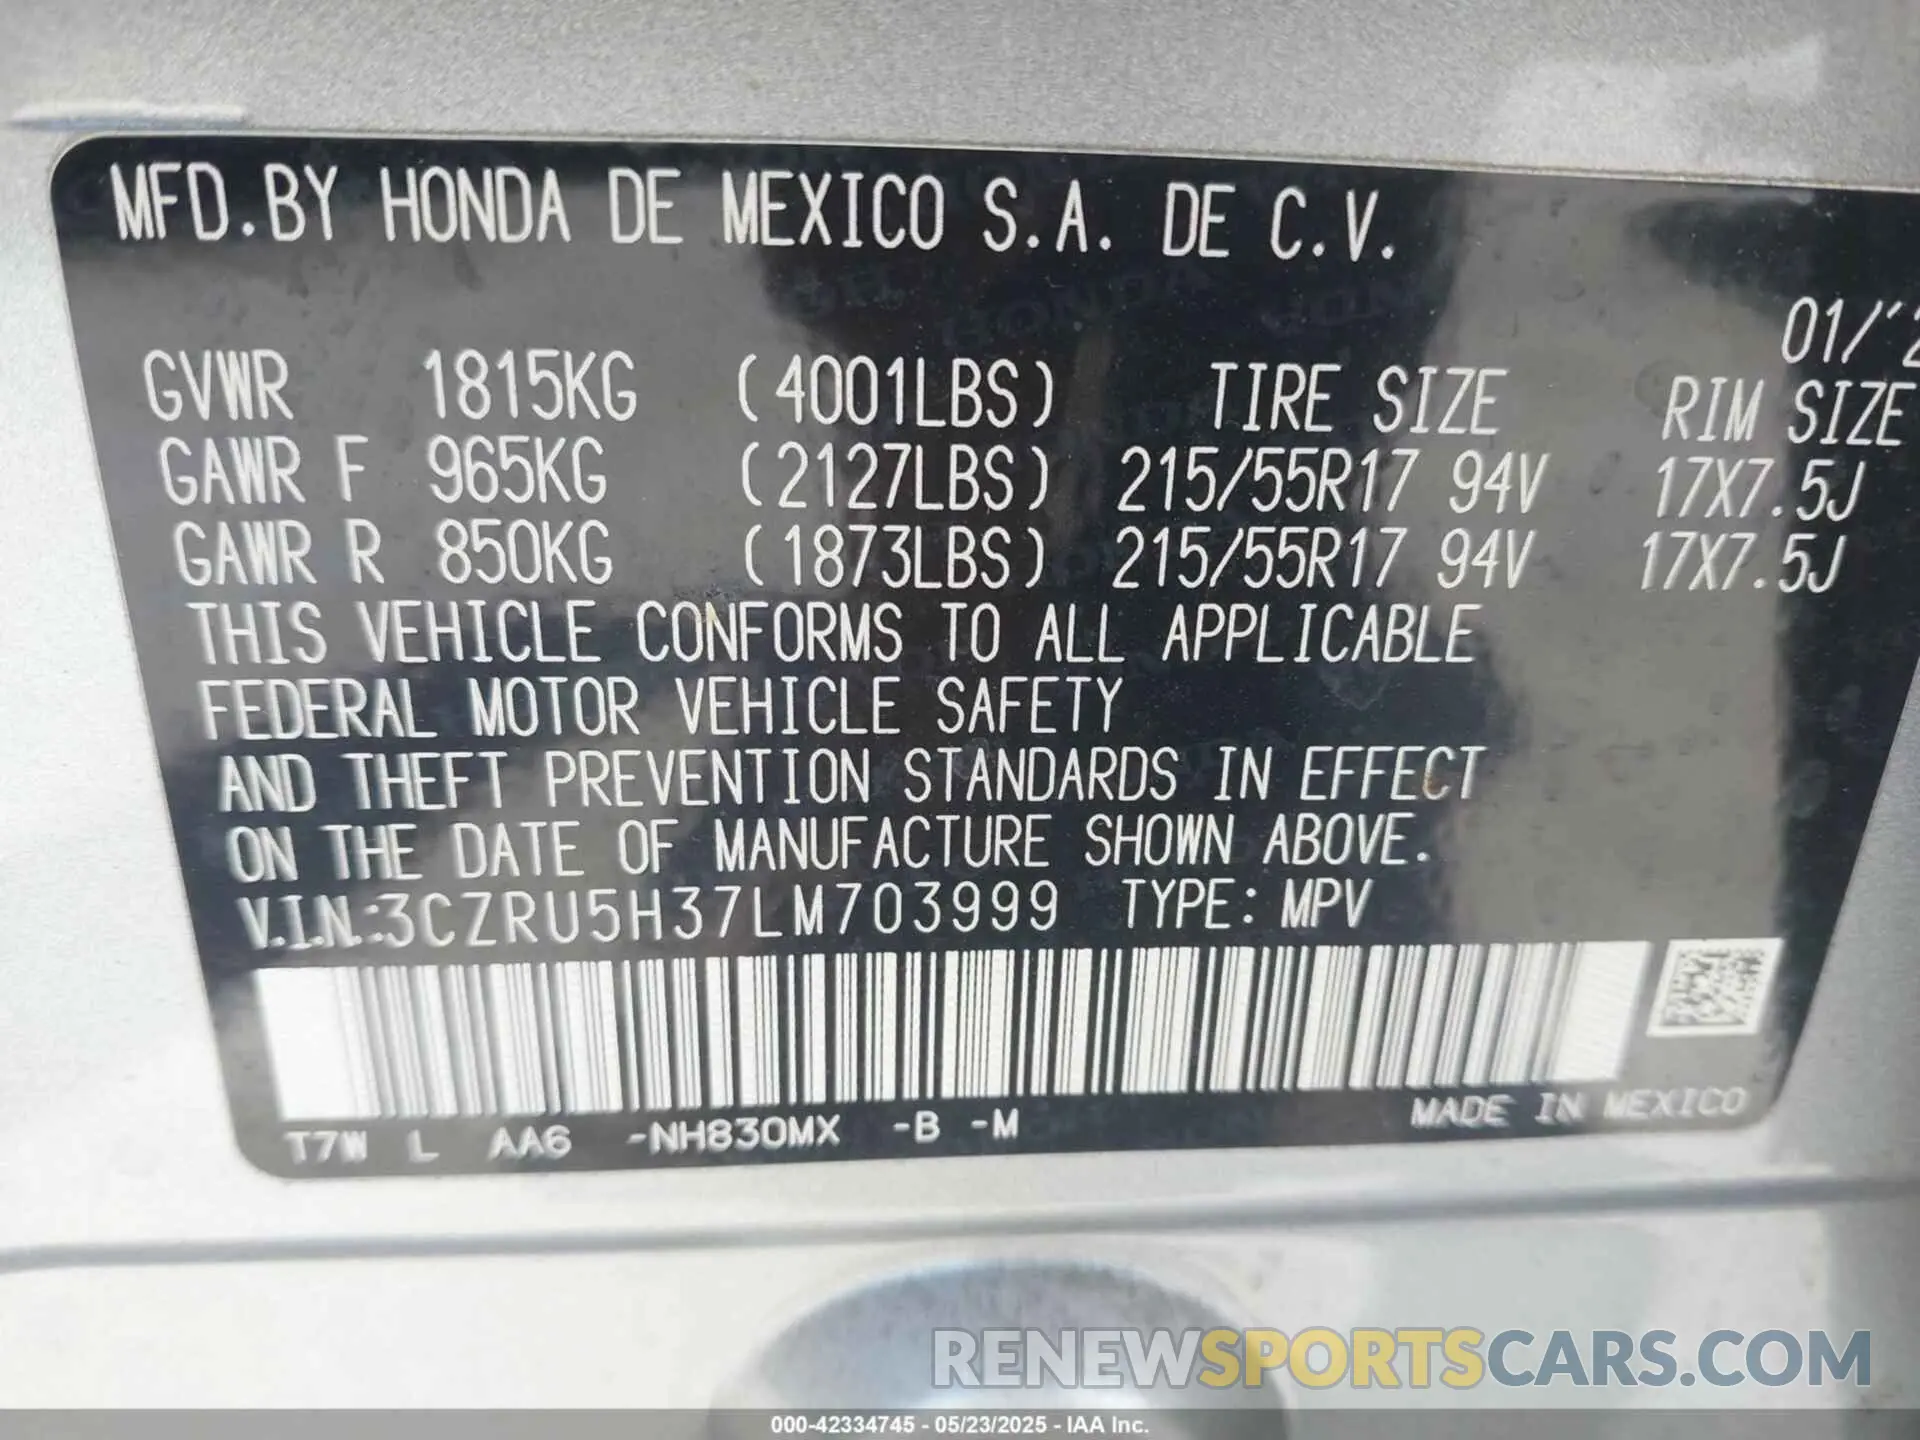 MFD.BY HONDA DE MEXICO S.A. DE C.V.
01/
GVWR 1815KG (4001LBS) TIRE SIZE RIM SIZE
GAWR F 965KG (2127LBS) 215/55R17 94V 17X7.5J
GAWR R 850KG (1873LBS) 215/55R17 94V 17X7.5J
THIS VEHICLE CONFORMS TO ALL APPLICABLE
FEDERAL MOTOR VEHICLE SAFETY
AND THEFT PREVENTION STANDARDS IN EFFECT
ON THE DATE OF MANUFACTURE SHOWN ABOVE.
V.I.N.:3CZRU5H37LM703999 TYPE: MPV
T7W L AA6 -NH830MX -B -M MADE IN MEXICO
RENEWSPORTSCARS.COM
000-42334745 - 05/23/2025 - IAA Inc.